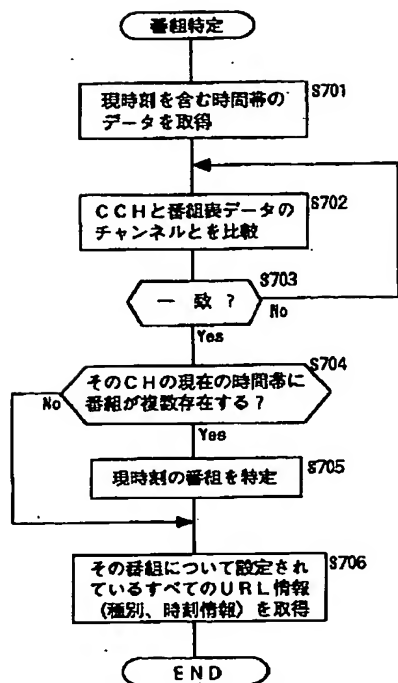 番組特定
S701
現時刻を含む時間帯の
データを取得
S702
CCHと番組表データの
チャンネルとを比較
S703
一致?
No
Yes
S704
そのCHの現在の時間帯に
番組が複数存在する?
No
Yes
S705
現時刻の番組を特定
S706
その番組について設定され
ているすべてのURL情報
(種別、時刻情報)を取得
END